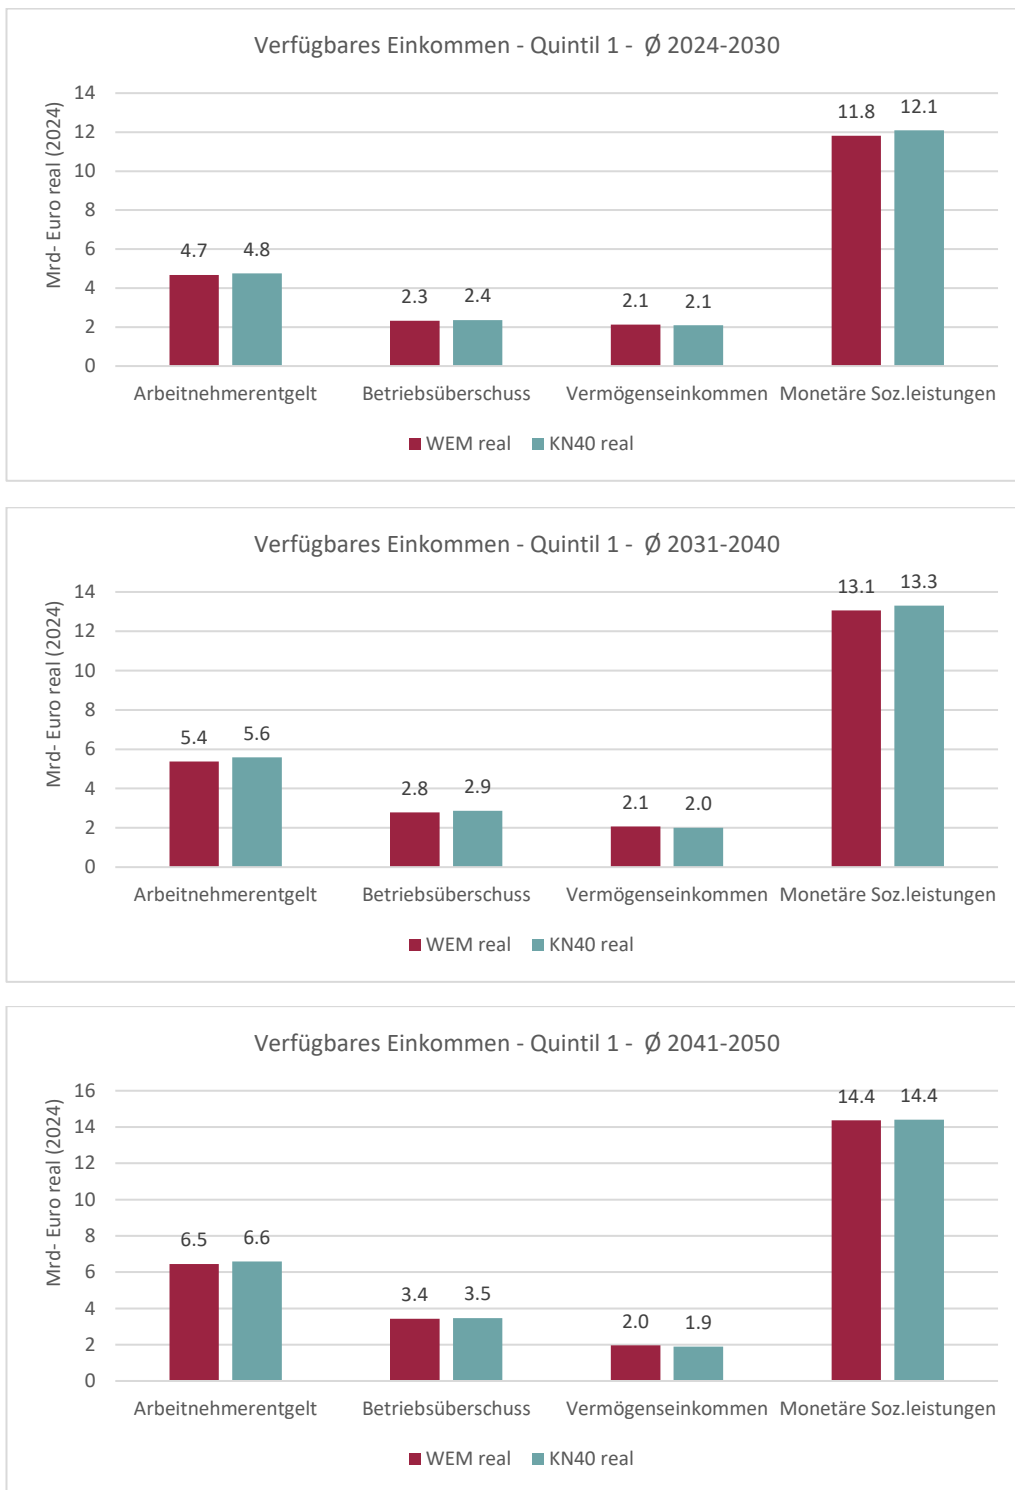 Verfügbares Einkommen - Quintil 1 - Ø 2024-2030
Mrd- Euro real (2024)
14
12
10
8
6
4
2
0
4.7
4.8
2.3
2.4
2.1
2.1
11.8
12.1
Arbeitnehmerentgelt
Betriebsüberschuss
Vermögenseinkommen
Monetäre Soz.leistungen
WEM real
KN40 real
Verfügbares Einkommen - Quintil 1 - Ø 2031-2040
Mrd- Euro real (2024)
14
12
10
8
6
4
2
0
5.4
5.6
2.8
2.9
2.1
2.0
13.1
13.3
Arbeitnehmerentgelt
Betriebsüberschuss
Vermögenseinkommen
Monetäre Soz.leistungen
WEM real
KN40 real
Verfügbares Einkommen - Quintil 1 - Ø 2041-2050
Mrd- Euro real (2024)
16
14
12
10
8
6
4
2
0
6.5
6.6
3.4
3.5
2.0
1.9
14.4
14.4
Arbeitnehmerentgelt
Betriebsüberschuss
Vermögenseinkommen
Monetäre Soz.leistungen
WEM real
KN40 real